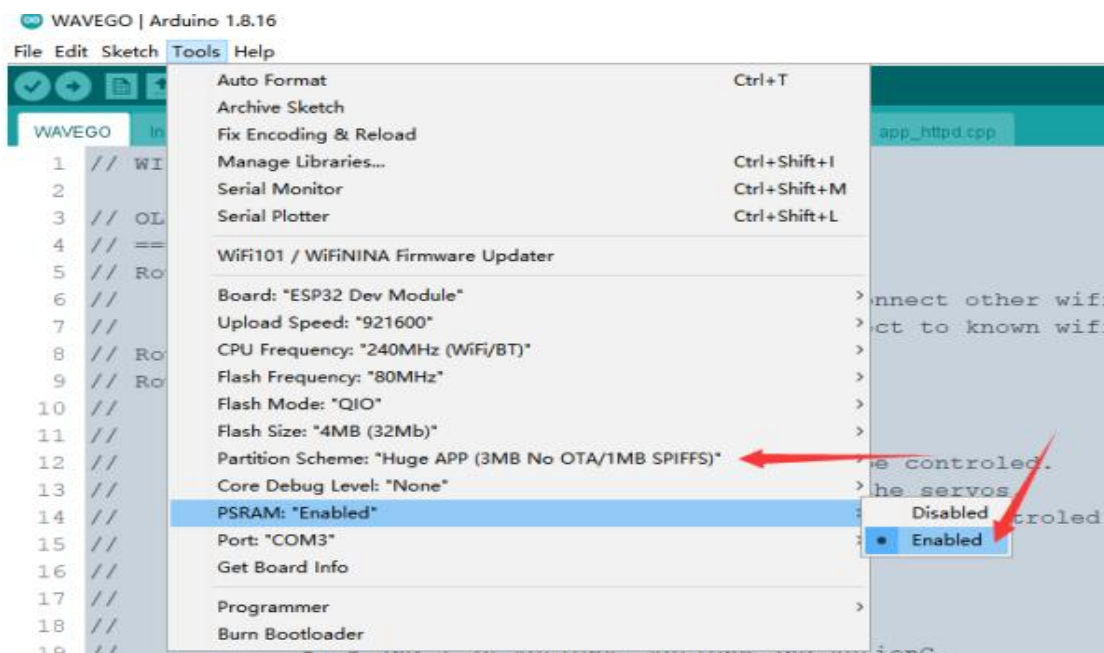 WAVEGO | Arduino 1.8.16
File Edit Sketch Tools Help
WAVEGO In app_httpd.cpp
Auto Format Ctrl+T
Archive Sketch
Fix Encoding & Reload
Manage Libraries... Ctrl+Shift+I
Serial Monitor Ctrl+Shift+M
Serial Plotter Ctrl+Shift+L
WiFi101 / WiFiNINA Firmware Updater
Board: "ESP32 Dev Module"
Upload Speed: "921600"
CPU Frequency: "240MHz (WiFi/BT)"
Flash Frequency: "80MHz"
Flash Mode: "QIO"
Flash Size: "4MB (32Mb)"
Partition Scheme: "Huge APP (3MB No OTA/1MB SPIFFS)"
Core Debug Level: "None"
PSRAM: "Enabled"
Port: "COM3"
Get Board Info
Programmer
Burn Bootloader
Disabled
Enabled
1 // WI
2
3 // OL
4 // ==
5 // Ro
6 // nnect other wif
7 // ct to known wif
8 // Ro
9 // Ro
10 //
11 //
12 // e controled.
13 // he servos
14 // troled
15 //
16 //
17 //
18 //
19 //